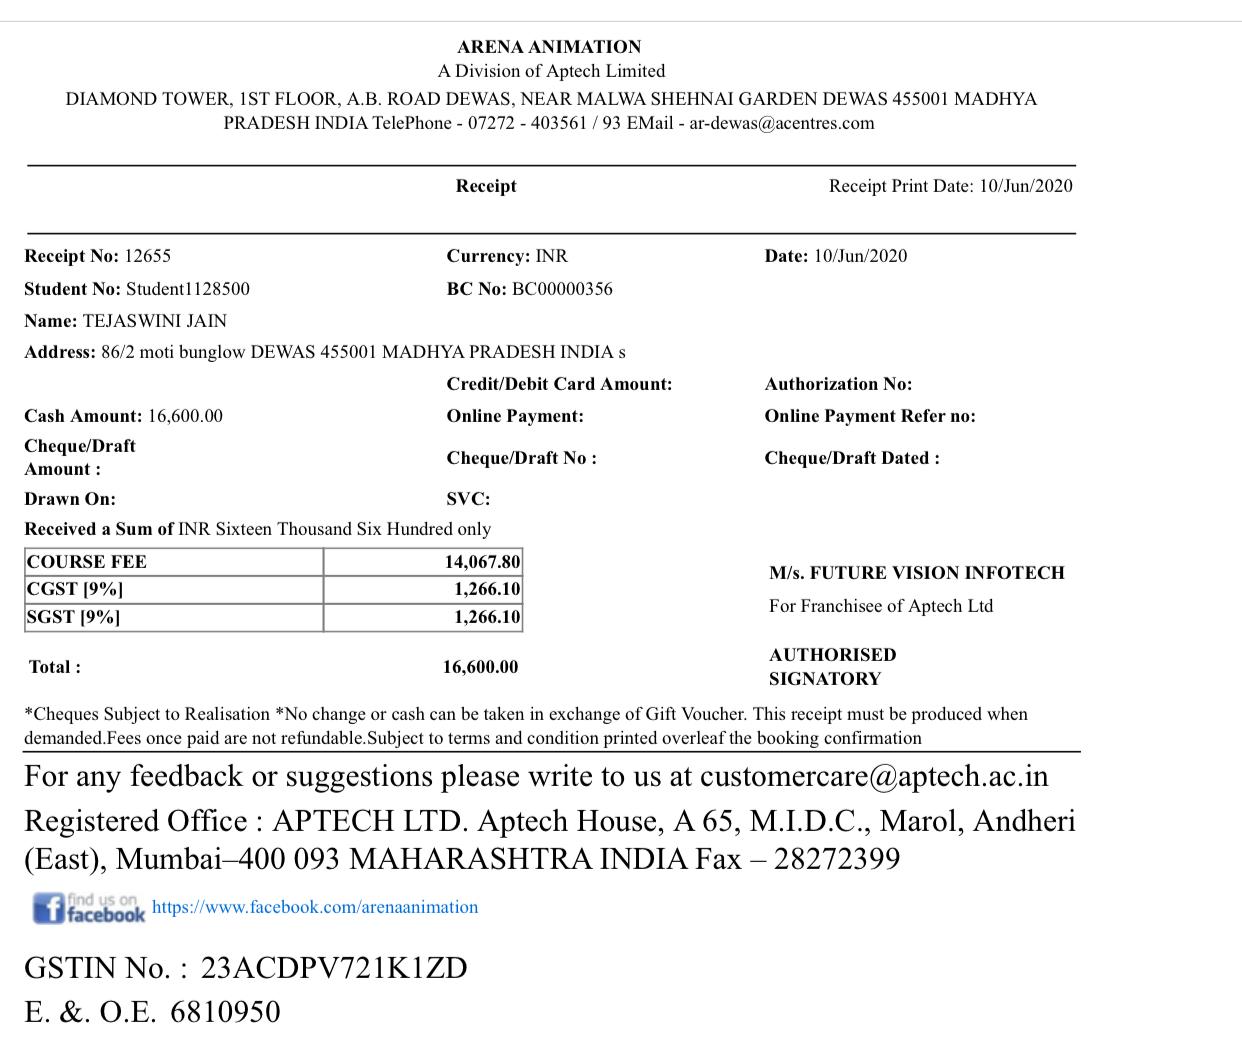 ARENA ANIMATION
A Division of Aptech Limited
DIAMOND TOWER, 1ST FLOOR, A.B. ROAD DEWAS, NEAR MALWA SHEHNAI GARDEN DEWAS 455001 MADHYA
PRADESH INDIA TelePhone - 07272 - 403561 / 93 EMail - ar-dewas@acentres.com
Receipt Receipt Print Date: 10/Jun/2020
Receipt No: 12655 Currency: INR Date: 10/Jun/2020
Student No: Student1128500 BC No: BC00000356
Name: TEJASWINI JAIN
Address: 86/2 moti bunglow DEWAS 455001 MADHYA PRADESH INDIA s
Credit/Debit Card Amount: Authorization No:
Cash Amount: 16,600.00 Online Payment: Online Payment Refer no:
Cheque/Draft
Amount : Cheque/Draft No : Cheque/Draft Dated :
Drawn On: SVC:
Received a Sum of INR Sixteen Thousand Six Hundred only
COURSE FEE 14,067.80
CGST [9%] 1,266.10
SGST [9%] 1,266.10
Total : 16,600.00
M/s. FUTURE VISION INFOTECH
For Franchisee of Aptech Ltd
AUTHORISED
SIGNATORY
*Cheques Subject to Realisation *No change or cash can be taken in exchange of Gift Voucher. This receipt must be produced when
demanded.Fees once paid are not refundable.Subject to terms and condition printed overleaf the booking confirmation
For any feedback or suggestions please write to us at customercare@aptech.ac.in
Registered Office : APTECH LTD. Aptech House, A 65, M.I.D.C., Marol, Andheri
(East), Mumbai–400 093 MAHARASHTRA INDIA Fax – 28272399
find us on
facebook https://www.facebook.com/arenaanimation
GSTIN No. : 23ACDPV721K1ZD
E. &. O.E. 6810950